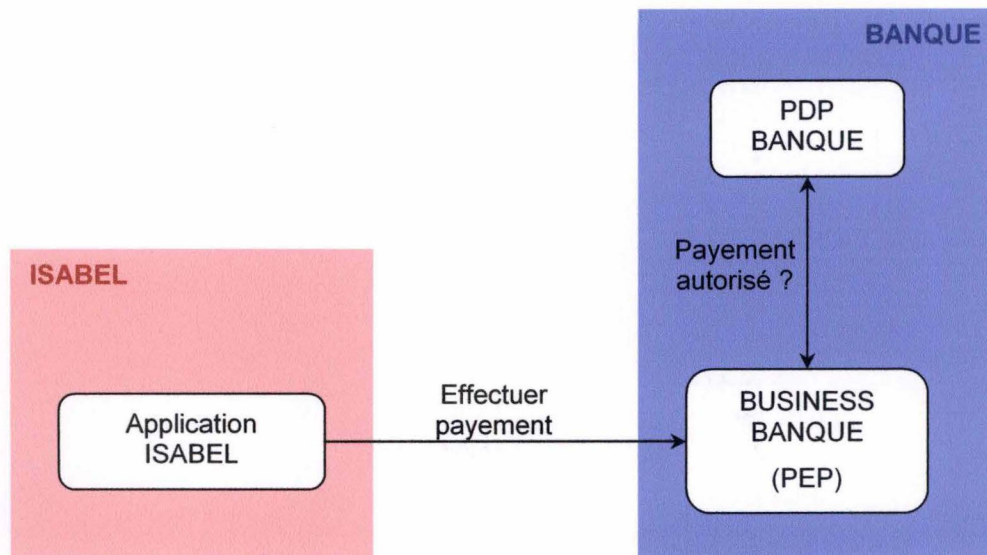 BANQUE
PDP
BANQUE
Payement
autorisé ?
ISABEL
Application
ISABEL
Effectuer
payement
BUSINESS
BANQUE
(PEP)